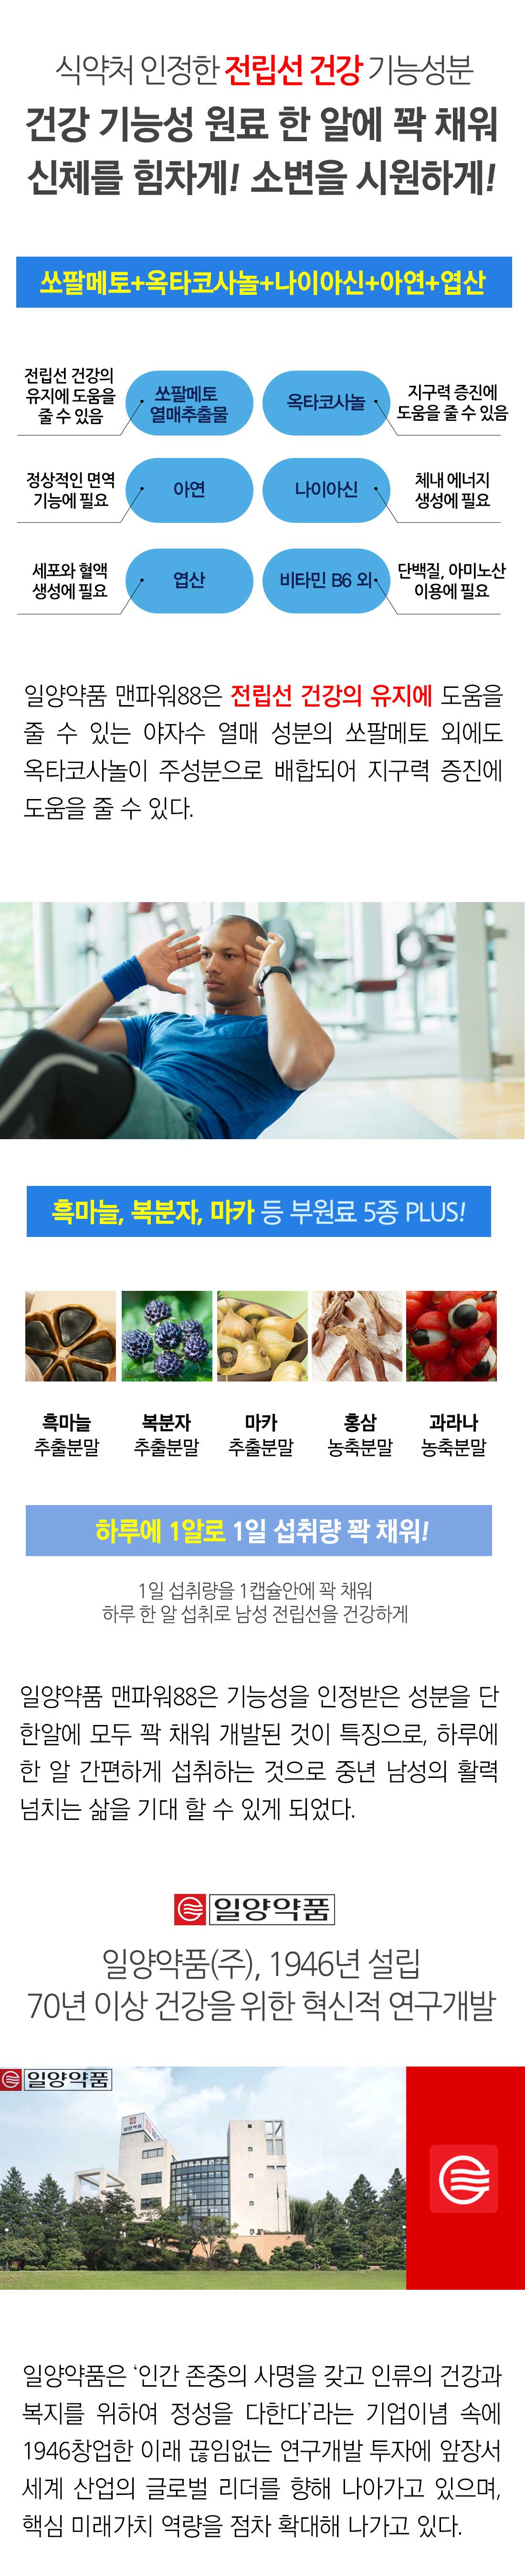 식약처 인정한 전립선 건강 기능성분
건강 기능성 원료 한 알에 꽉 채워
신체를 힘차게! 소변을 시원하게!
쏘팔메토+옥타코사놀+나이아신+아연+엽산
전립선 건강의
유지에 도움을
줄 수 있음
쏘팔메토
열매추출물
옥타코사놀
지구력 증진에
도움을 줄 수 있음
정상적인 면역
기능에 필요
아연
나이아신
체내 에너지
생성에 필요
세포와 혈액
생성에 필요
엽산
비타민 B6 외
단백질, 아미노산
이용에 필요
일양약품 맨파워88은 전립선 건강의 유지에 도움을
줄 수 있는 야자수 열매 성분의 쏘팔메토 외에도
옥타코사놀이 주성분으로 배합되어 지구력 증진에
도움을 줄 수 있다.
흑마늘, 복분자, 마카 등 부원료 5종 PLUS!
흑마늘
추출분말
복분자
추출분말
마카
추출분말
홍삼
농축분말
과라나
농축분말
하루에 1알로 1일 섭취량 꽉 채워!
1일 섭취량을 1캡슐안에 꽉 채워
하루 한 알 섭취로 남성 전립선을 건강하게
일양약품 맨파워88은 기능성을 인정받은 성분을 단
한알에 모두 꽉 채워 개발된 것이 특징으로, 하루에
한 알 간편하게 섭취하는 것으로 중년 남성의 활력
넘치는 삶을 기대 할 수 있게 되었다.
일양약품
일양약품(주), 1946년 설립
70년 이상 건강을 위한 혁신적 연구개발
일양약품
일양약품
일양약품은 ‘인간 존중의 사명을 갖고 인류의 건강과
복지를 위하여 정성을 다한다’라는 기업이념 속에
1946창업한 이래 끊임없는 연구개발 투자에 앞장서
세계 산업의 글로벌 리더를 향해 나아가고 있으며,
핵심 미래가치 역량을 점차 확대해 나가고 있다.